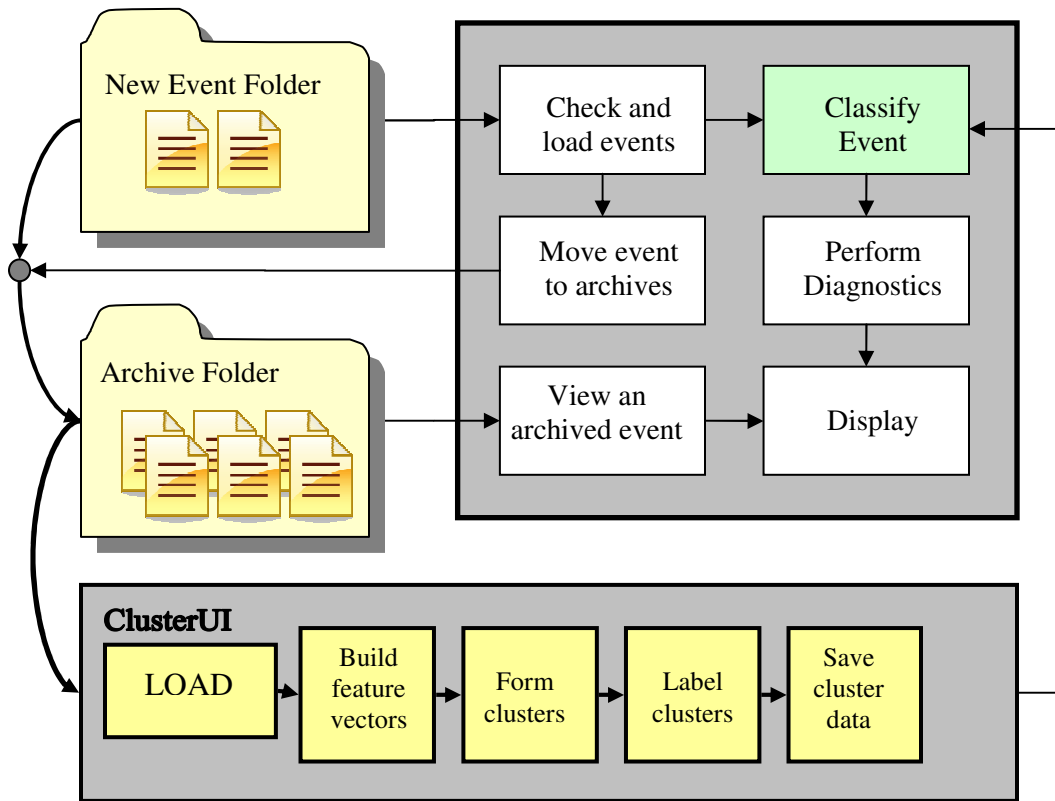 New Event Folder
Check and
load events
Classify
Event
Move event
to archives
Perform
Diagnostics
Archive Folder
View an
archived event
Display
ClusterUI
LOAD
Build
feature
vectors
Form
clusters
Label
clusters
Save
cluster
data